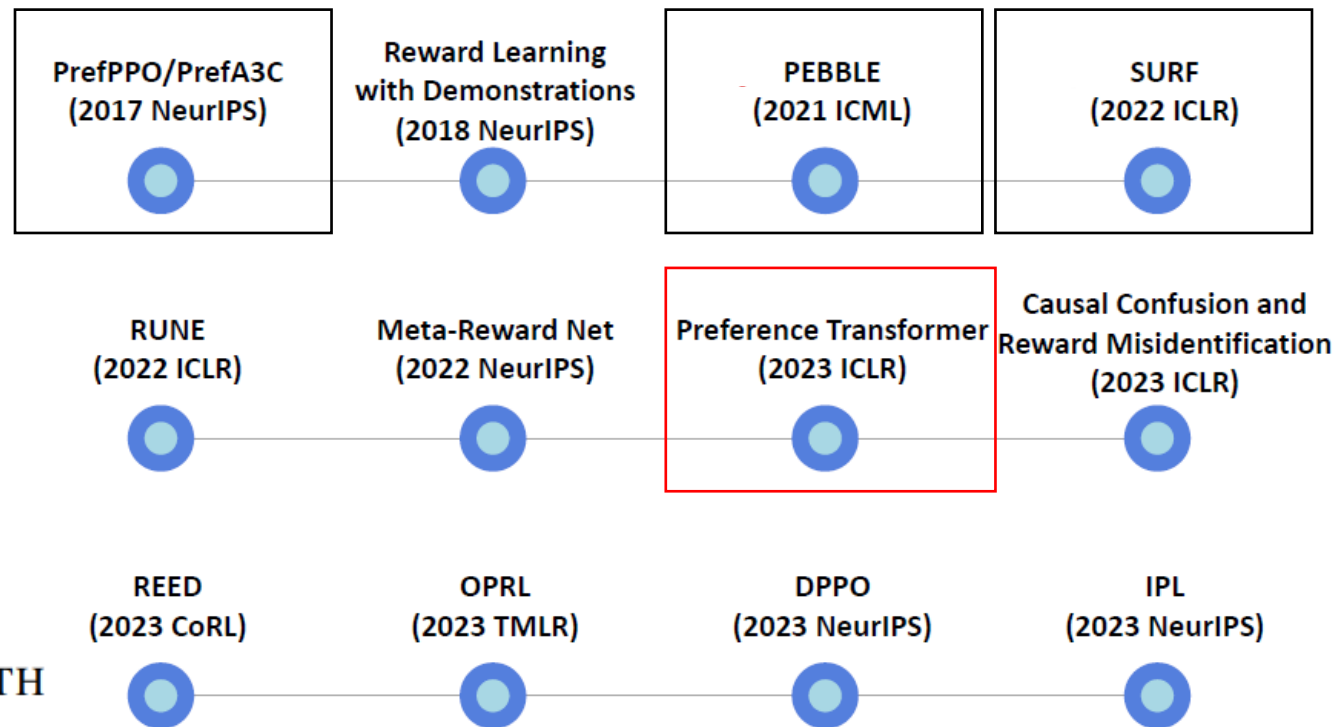 PrefPPO/PrefA3C
(2017 NeurIPS)
Reward Learning
with Demonstrations
(2018 NeurIPS)
PEBBLE
(2021 ICML)
SURF
(2022 ICLR)
RUNE
(2022 ICLR)
Meta-Reward Net
(2022 NeurIPS)
Preference Transformer
(2023 ICLR)
Causal Confusion and
Reward Misidentification
(2023 ICLR)
REED
(2023 CoRL)
OPRL
(2023 TMLR)
DPPO
(2023 NeurIPS)
IPL
(2023 NeurIPS)
TH